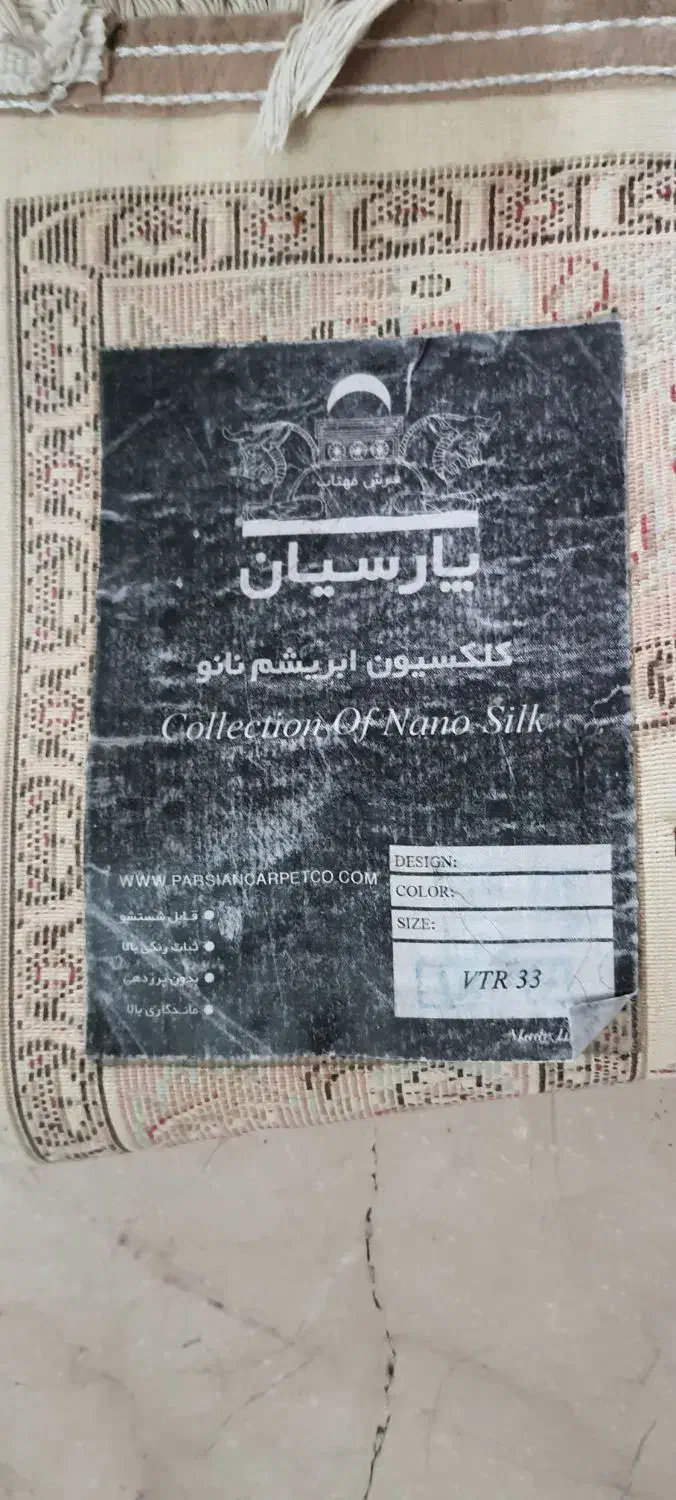 فرش مهتاب
پارسیان
کلکسیون ابریشم نانو
Collection Of Nano Silk
WWW.PARSIANCARPETCO.COM
قابل شستشو
ثبات رنگی بالا
بدون پرزدهی
ماندگاری بالا
DESIGN:
COLOR:
SIZE:
VTR 33
Made